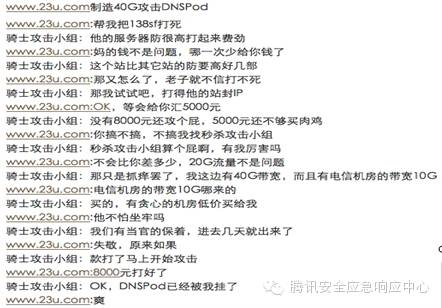 www.23u.com制造40G攻击DNSPod
www.23u.com:帮我把138sf打死
骑士攻击小组：他的服务器防很高打起来费劲
www.23u.com:妈的钱不是问题，哪一次少给你钱了
骑士攻击小组：这个站比其它站的防要高好几部
www.23u.com:那又怎么了，老子就不信打不死
骑士攻击小组：那我试试吧，打得他的站封IP
www.23u.com:OK，等会给你汇5000元
骑士攻击小组：没有8000元还攻个屁，5000元还不够买肉鸡
www.23u.com:你搞不搞，不搞我找秒杀攻击小组
骑士攻击小组：秒杀攻击小组算个屁啊，有我厉害吗
www.23u.com:不会比你差多少，20G流量不是问题
骑士攻击小组：那只是抓痒罢了，我这边有40G带宽，而且有电信机房的带宽10G
www.23u.com:电信机房的带宽10G哪来的
骑士攻击小组：买的，有贪心的机房低价买给我
www.23u.com:他不怕坐牢吗
骑士攻击小组：我们有当官的保着，进去几天就出来了
www.23u.com:失敬，原来如果
骑士攻击小组：款打了马上开始攻击
www.23u.com:8000元打好了
骑士攻击小组：OK，DNSPod已经被我挂了
www.23u.com:爽
腾讯安全应急响应中心